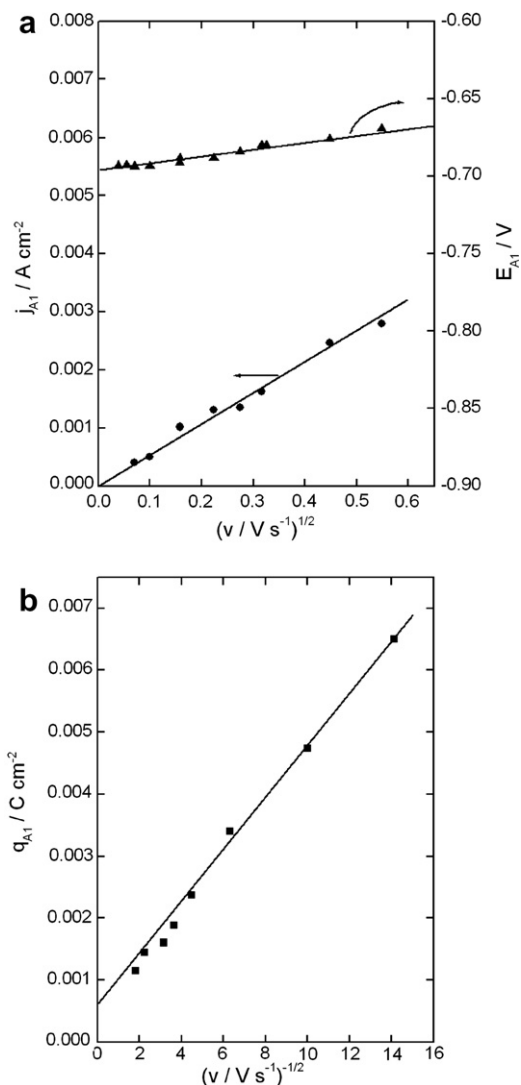 a
0.008
0.007
0.006
0.005
0.004
0.003
0.002
0.001
0.000
j_A1 / A cm⁻²
-0.60
-0.65
-0.70
-0.75
-0.80
-0.85
-0.90
E_A1 / V
0.0 0.1 0.2 0.3 0.4 0.5 0.6
(v / V s⁻¹)^1/2
b
0.007
0.006
0.005
0.004
0.003
0.002
0.001
0.000
q_A1 / C cm⁻²
0 2 4 6 8 10 12 14 16
(v / V s⁻¹)^-1/2